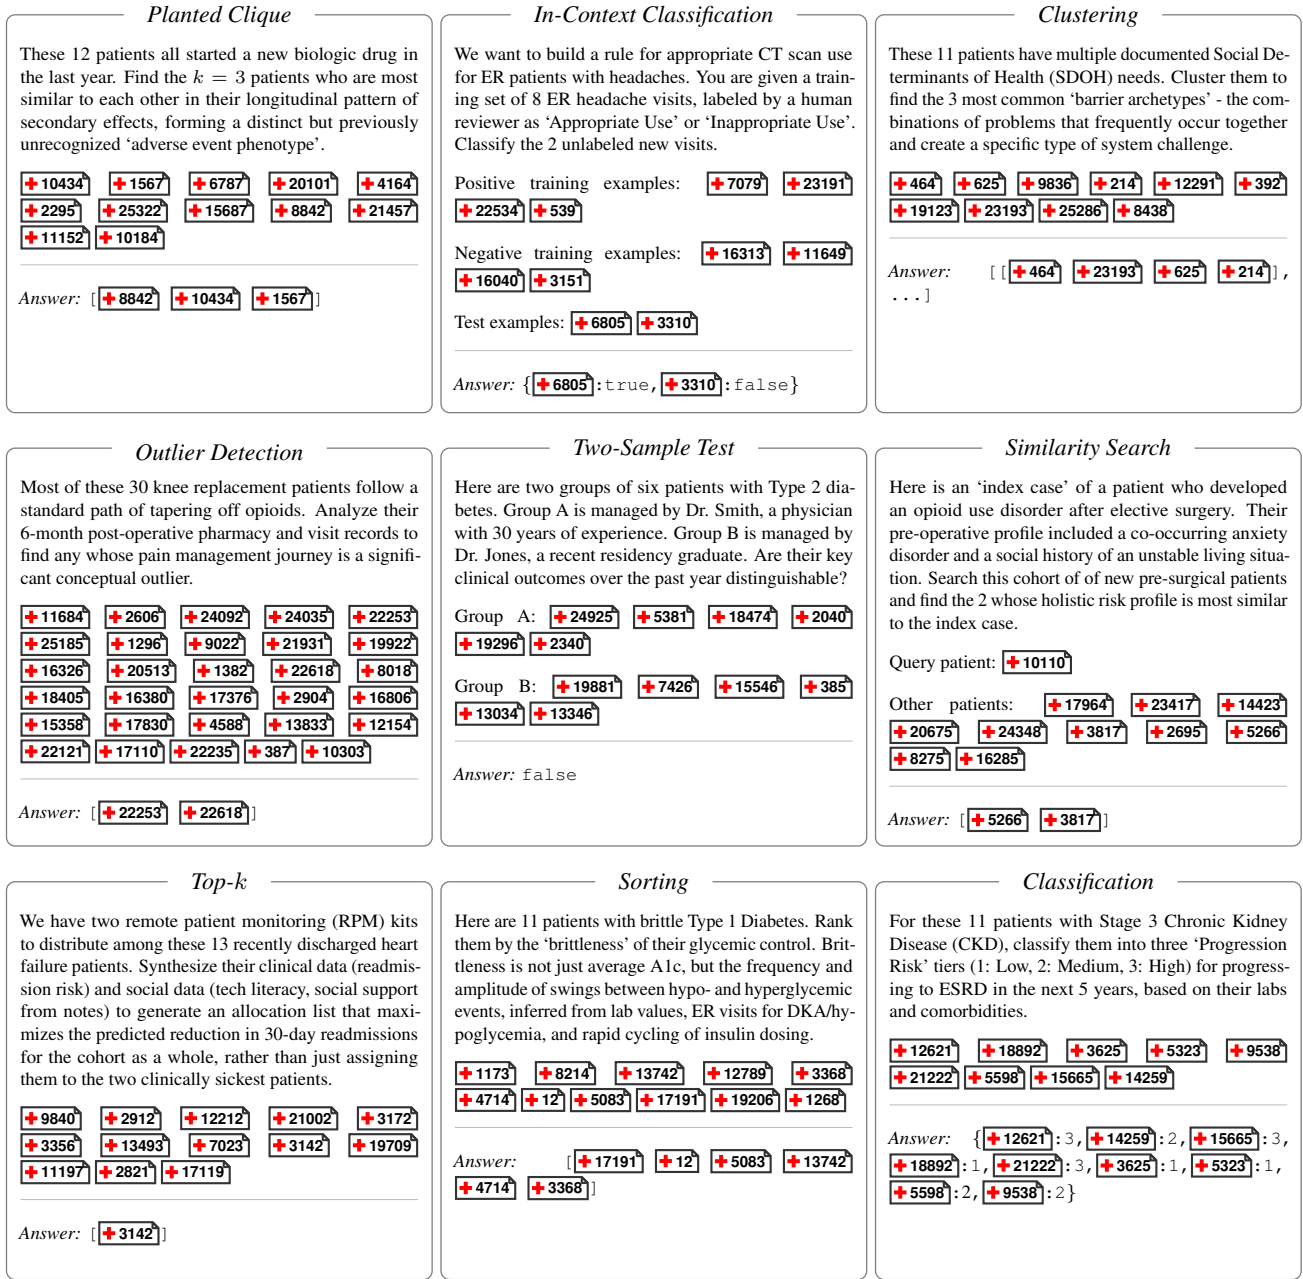 Planted Clique
These 12 patients all started a new biologic drug in
the last year. Find the k = 3 patients who are most
similar to each other in their longitudinal pattern of
secondary effects, forming a distinct but previously
unrecognized ‘adverse event phenotype’.
10434 1567 6787 20101 4164
2295 25322 15687 8842 21457
11152 10184
Answer: [ 8842 10434 1567 ]
In-Context Classification
We want to build a rule for appropriate CT scan use
for ER patients with headaches. You are given a train-
ing set of 8 ER headache visits, labeled by a human
reviewer as ‘Appropriate Use’ or ‘Inappropriate Use’.
Classify the 2 unlabeled new visits.
Positive training examples: 7079 23191
22534 539
Negative training examples: 16313 11649
16040 3151
Test examples: 6805 3310
Answer: { 6805 :true, 3310 :false}
Clustering
These 11 patients have multiple documented Social De-
terminants of Health (SDOH) needs. Cluster them to
find the 3 most common ‘barrier archetypes’ - the com-
binations of problems that frequently occur together
and create a specific type of system challenge.
464 625 9836 214 12291 392
19123 23193 25286 8438
Answer: [[ 464 23193 625 214 ],
...]
Outlier Detection
Most of these 30 knee replacement patients follow a
standard path of tapering off opioids. Analyze their
6-month post-operative pharmacy and visit records to
find any whose pain management journey is a signifi-
cant conceptual outlier.
11684 2606 24092 24035 22253
25185 1296 9022 21931 19922
16326 20513 1382 22618 8018
18405 16380 17376 2904 16806
15358 17830 4588 13833 12154
22121 17110 22235 387 10303
Answer: [ 22253 22618 ]
Two-Sample Test
Here are two groups of six patients with Type 2 dia-
betes. Group A is managed by Dr. Smith, a physician
with 30 years of experience. Group B is managed by
Dr. Jones, a recent residency graduate. Are their key
clinical outcomes over the past year distinguishable?
Group A: 24925 5381 18474 2040
19296 2340
Group B: 19881 7426 15546 385
13034 13346
Answer: false
Similarity Search
Here is an ‘index case’ of a patient who developed
an opioid use disorder after elective surgery. Their
pre-operative profile included a co-occurring anxiety
disorder and a social history of an unstable living situa-
tion. Search this cohort of of new pre-surgical patients
and find the 2 whose holistic risk profile is most similar
to the index case.
Query patient: 10110
Other patients: 17964 23417 14423
20675 24348 3817 2695 5266
8275 16285
Answer: [ 5266 3817 ]
Top-k
We have two remote patient monitoring (RPM) kits
to distribute among these 13 recently discharged heart
failure patients. Synthesize their clinical data (readmis-
sion risk) and social data (tech literacy, social support
from notes) to generate an allocation list that maxi-
mizes the predicted reduction in 30-day readmissions
for the cohort as a whole, rather than just assigning
them to the two clinically sickest patients.
9840 2912 12212 21002 3172
3356 13493 7023 3142 19709
11197 2821 17119
Answer: [ 3142 ]
Sorting
Here are 11 patients with brittle Type 1 Diabetes. Rank
them by the ‘brittleness’ of their glycemic control. Brit-
tleness is not just average A1c, but the frequency and
amplitude of swings between hypo- and hyperglycemic
events, inferred from lab values, ER visits for DKA/hy-
poglycemia, and rapid cycling of insulin dosing.
1173 8214 13742 12789 3368
4714 12 5083 17191 19206 1268
Answer: [ 17191 12 5083 13742
4714 3368 ]
Classification
For these 11 patients with Stage 3 Chronic Kidney
Disease (CKD), classify them into three ‘Progression
Risk’ tiers (1: Low, 2: Medium, 3: High) for progress-
ing to ESRD in the next 5 years, based on their labs
and comorbidities.
12621 18892 3625 5323 9538
21222 5598 15665 14259
Answer: { 12621 :3, 14259 :2, 15665 :3,
18892 :1, 21222 :3, 3625 :1, 5323 :1,
5598 :2, 9538 :2}